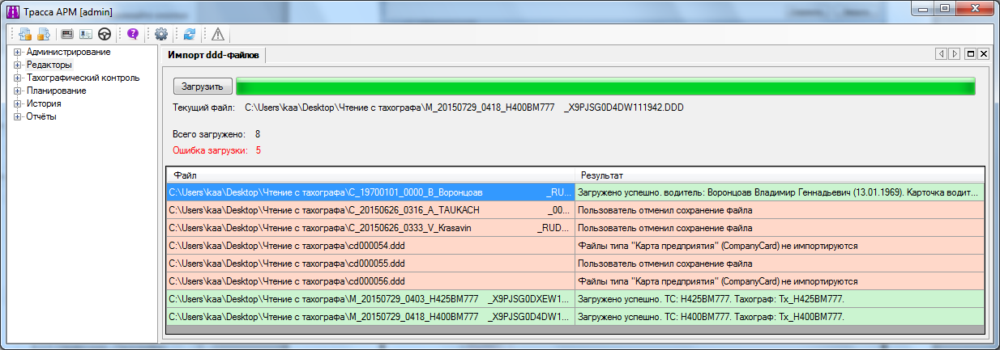 Трасса АРМ [admin]
Администрирование
Редакторы
Тахографический контроль
Планирование
История
Отчёты
Импорт ddd-файлов
Загрузить
Текущий файл: C:\Users\kaa\Desktop\Чтение с тахографа\M_20150729_0418_H400BM777 _X9PJSG0D4DW111942.DDD
Всего загружено: 8
Ошибка загрузки: 5
Файл Результат
C:\Users\kaa\Desktop\Чтение с тахографа\C_19700101_0000_В_Воронцоав _RU... Загружено успешно. водитель: Воронцоав Владимир Геннадьевич (13.01.1969). Карточка водит...
C:\Users\kaa\Desktop\Чтение с тахографа\C_20150626_0316_A_TAUKACH _00... Пользователь отменил сохранение файла
C:\Users\kaa\Desktop\Чтение с тахографа\C_20150626_0333_V_Krasavin _RUD... Пользователь отменил сохранение файла
C:\Users\kaa\Desktop\Чтение с тахографа\cd000054.ddd Файлы типа "Карта предприятия" (CompanyCard) не импортируются
C:\Users\kaa\Desktop\Чтение с тахографа\cd000055.ddd Пользователь отменил сохранение файла
C:\Users\kaa\Desktop\Чтение с тахографа\cd000056.ddd Файлы типа "Карта предприятия" (CompanyCard) не импортируются
C:\Users\kaa\Desktop\Чтение с тахографа\M_20150729_0403_H425BM777 _X9PJSG0DXEW1... Загружено успешно. ТС: H425BM777. Тахограф: Тх_H425BM777.
C:\Users\kaa\Desktop\Чтение с тахографа\M_20150729_0418_H400BM777 _X9PJSG0D4DW1... Загружено успешно. ТС: H400BM777. Тахограф: Тх_H400BM777.